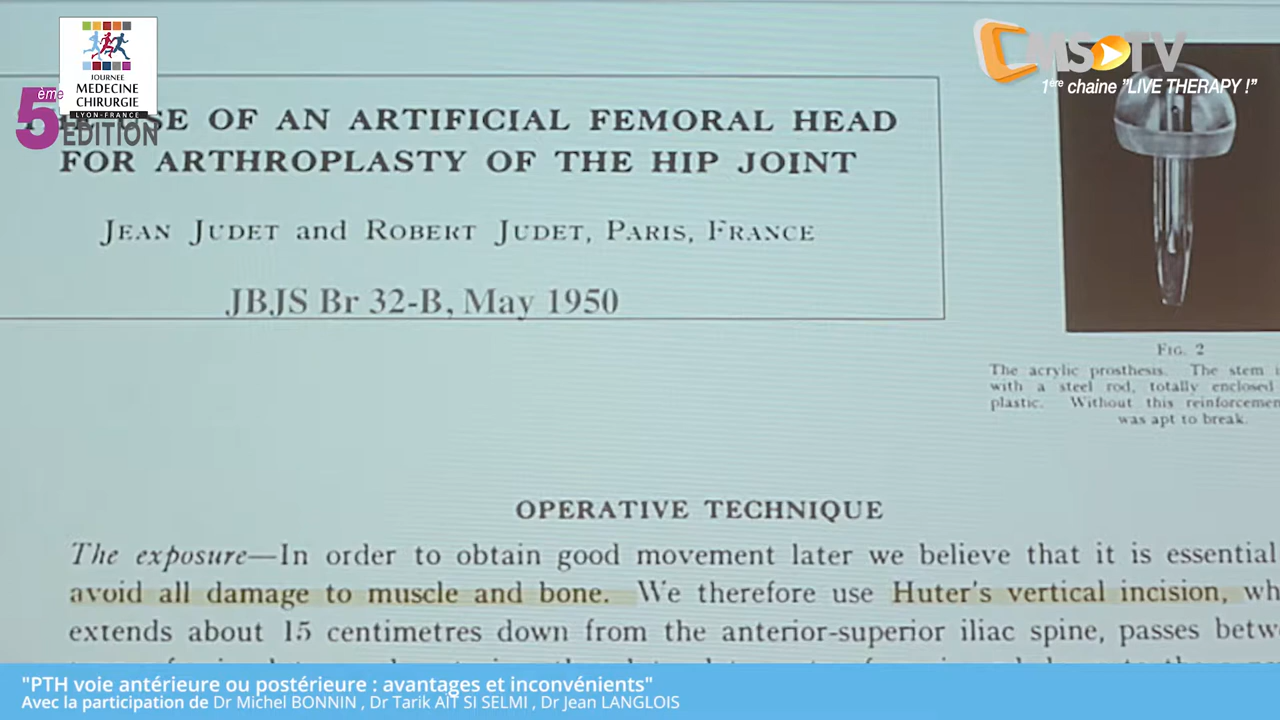 JOURNEE
MEDECINE
CHIRURGIE
LYON-FRANCE
5ème
EDITION
CMSTV
1ère chaine "LIVE THERAPY !"
USE OF AN ARTIFICIAL FEMORAL HEAD
FOR ARTHROPLASTY OF THE HIP JOINT
JEAN JUDET and ROBERT JUDET, PARIS, FRANCE
JBJS Br 32-B, May 1950
FIG. 2
The acrylic prosthesis. The stem
with a steel rod, totally enclosed
plastic. Without this
was apt to break.
OPERATIVE TECHNIQUE
The exposure—In order to obtain good movement later we believe that it is essential
avoid all damage to muscle and bone. We therefore use Huter's vertical incision,
extends about 15 centimetres down from the anterior-superior iliac spine, passes
"PTH voie antérieure ou postérieure : avantages et inconvénients"
Avec la participation de Dr Michel BONNIN , Dr Tarik AIT SI SELMI , Dr Jean LANGLOIS